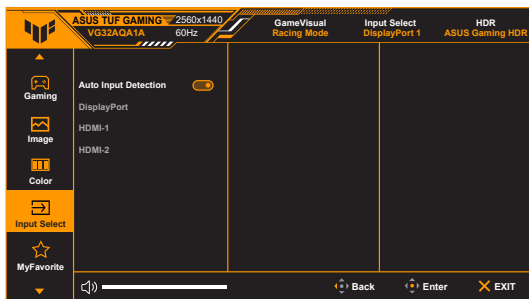 ASUS TUF GAMING 2560x1440
VG32AQA1A 60Hz
GameVisual
Racing Mode
Input Select
DisplayPort 1
HDR
ASUS Gaming HDR
Gaming
Image
Color
Input Select
MyFavorite
Auto Input Detection
DisplayPort
HDMI-1
HDMI-2
Back
Enter
EXIT